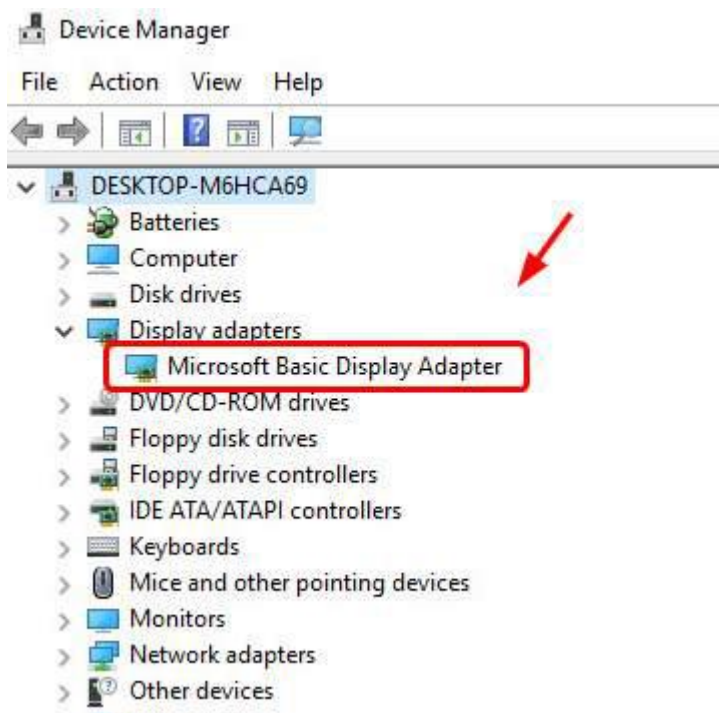 Device Manager
File Action View Help
DESKTOP-M6HCA69
Batteries
Computer
Disk drives
Display adapters
Microsoft Basic Display Adapter
DVD/CD-ROM drives
Floppy disk drives
Floppy drive controllers
IDE ATA/ATAPI controllers
Keyboards
Mice and other pointing devices
Monitors
Network adapters
Other devices